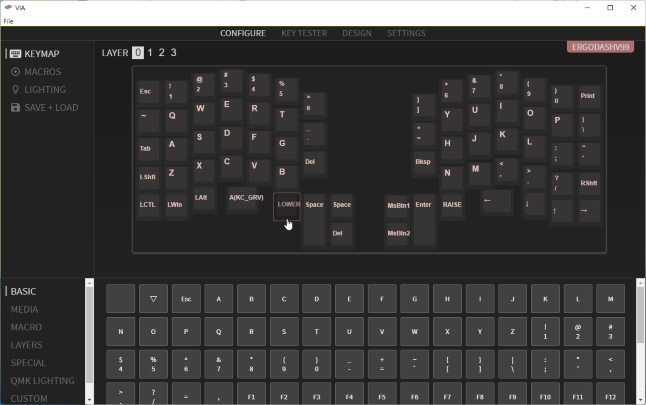 VIA
File
CONFIGURE KEY TESTER DESIGN SETTINGS
ERGODASHV99
KEYMAP
MACROS
LIGHTING
SAVE + LOAD
LAYER 0 1 2 3
Esc ! 1 @ 2 # 3 $ 4 % 5 ^ 6 ^ 6 & 7 * 8 ( 9 ) 0 Print
~ Q W E R T _ - } ] Y U I O P | \
Tab A S D F G Del + = H J K L : ; " '
LShft Z X C V B Bksp N M < , > . ? / RShft
LCTL LWin LAlt A(KC_GRV) LOWER Space Space MsBtn1 Enter RAISE ← ↓ ↑ →
Del MsBtn2
BASIC
MEDIA
MACRO
LAYERS
SPECIAL
QMK LIGHTING
CUSTOM
▽ Esc A B C D E F G H I J K L M
N O P Q R S T U V W X Y Z ! 1 @ 2 # 3
$ 4 % 5 ^ 6 & 7 * 8 ( 9 ) 0 _ - + = ~ ` { [ } ] | \ : ; " ' < ,
> . ? / = , F1 F2 F3 F4 F5 F6 F7 F8 F9 F10 F11 F12